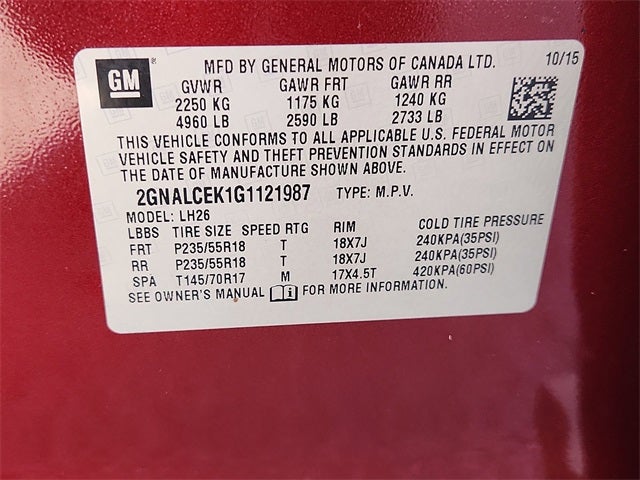 GM ® MFD BY GENERAL MOTORS OF CANADA LTD. 10/15
GVWR GAWR FRT GAWR RR
2250 KG 1175 KG 1240 KG
4960 LB 2590 LB 2733 LB
THIS VEHICLE CONFORMS TO ALL APPLICABLE U.S. FEDERAL MOTOR
VEHICLE SAFETY AND THEFT PREVENTION STANDARDS IN EFFECT ON
THE DATE OF MANUFACTURE SHOWN ABOVE.
2GNALCEK1G1121987 TYPE: M.P.V.
MODEL: LH26
LBBS TIRE SIZE SPEED RTG RIM COLD TIRE PRESSURE
FRT P235/55R18 T 18X7J 240KPA(35PSI)
RR P235/55R18 T 18X7J 240KPA(35PSI)
SPA T145/70R17 M 17X4.5T 420KPA(60PSI)
SEE OWNER'S MANUAL FOR MORE INFORMATION.